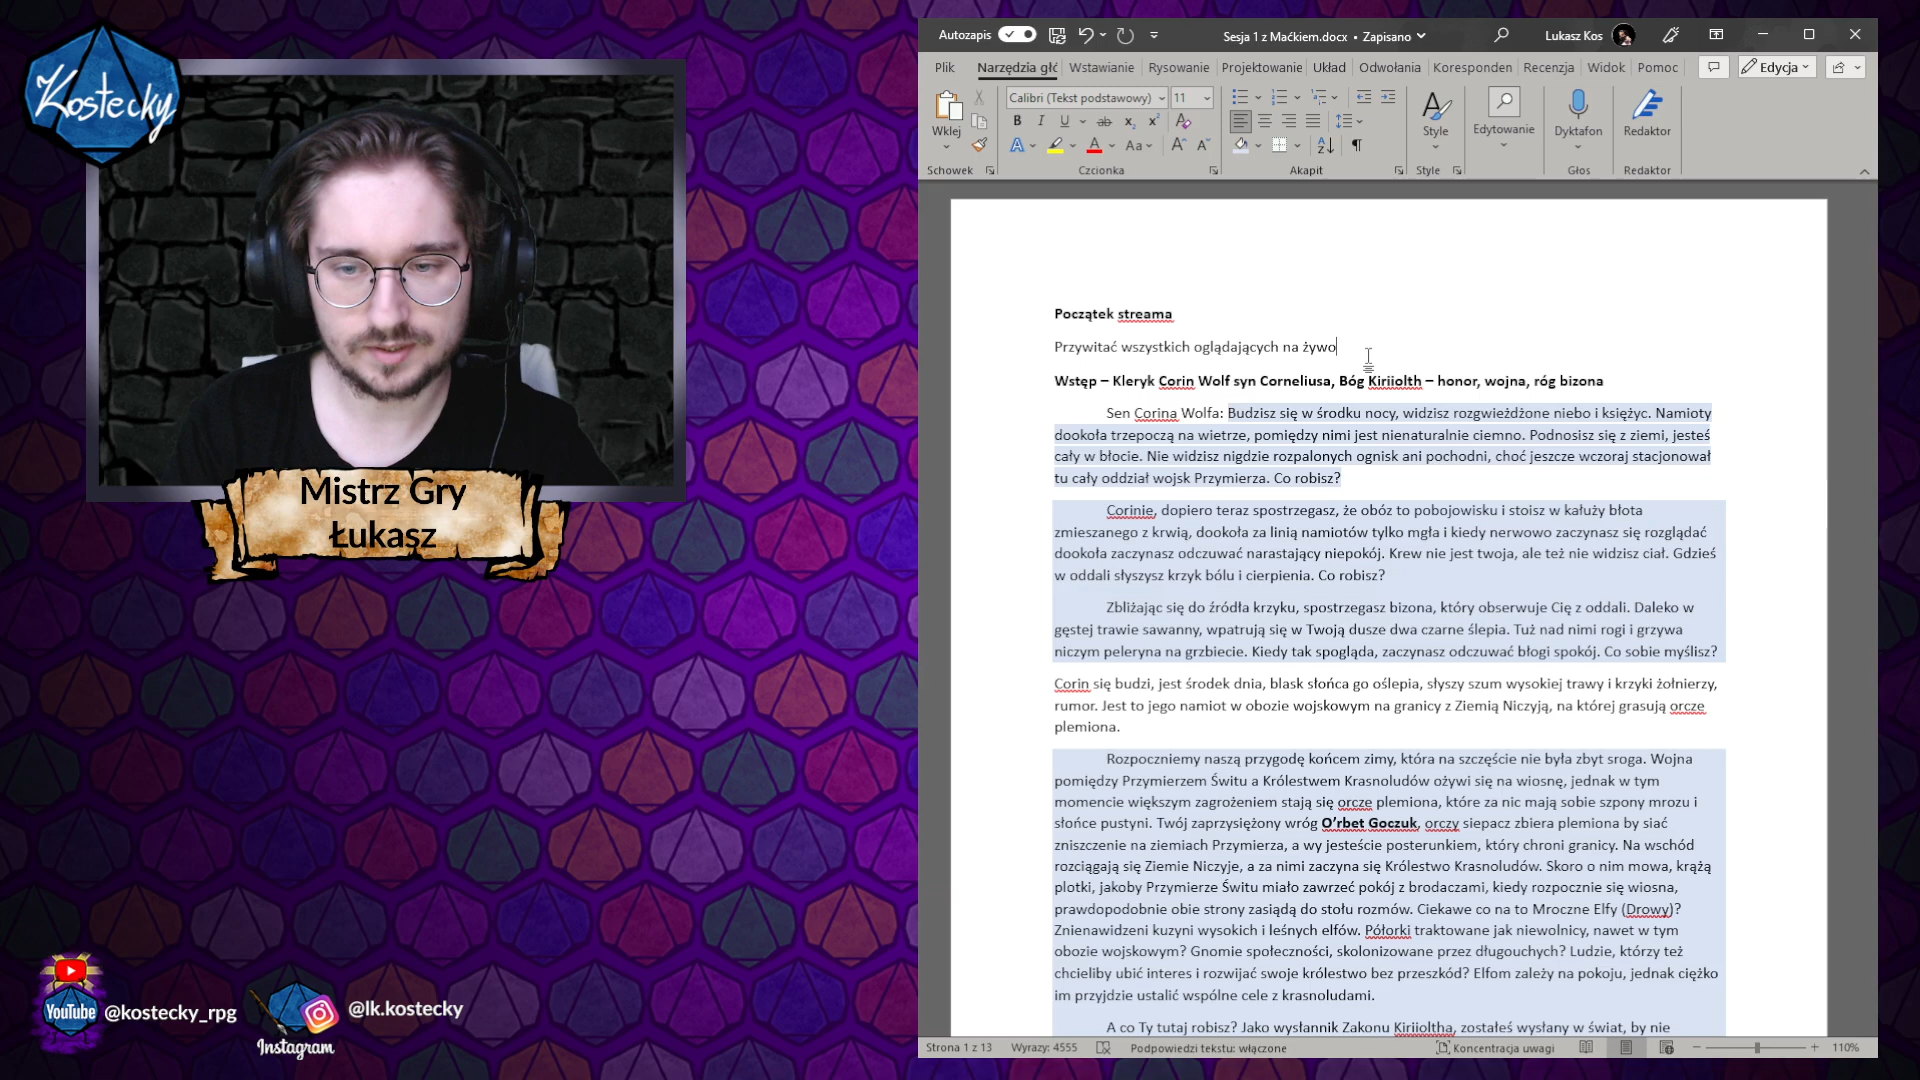 Kostecky
Mistrz Gry
Łukasz
YouTube @kostecky_rpg
@lk.kostecky
Instagram
Autozapis
Sesja 1 z Maćkiem.docx • Zapisano
Lukasz Kos
Plik Narzędzia głć Wstawianie Rysowanie Projektowanie Układ Odwołania Koresponden Recenzja Widok Pomoc Edycja
Wklej
Calibri (Tekst podstawowy) 11
Style
Edytowanie
Dyktafon
Redaktor
Schowek Czcionka Akapit Style Głos Redaktor
Początek streama
Przywitać wszystkich oglądających na żywo
Wstęp – Kleryk Corin Wolf syn Corneliusa, Bóg Kiriiolth – honor, wojna, róg bizona
Sen Corina Wolfa: Budzisz się w środku nocy, widzisz rozgwieżdżone niebo i księżyc. Namioty
dookoła trzepoczą na wietrze, pomiędzy nimi jest nienaturalnie ciemno. Podnosisz się z ziemi, jesteś
cały w błocie. Nie widzisz nigdzie rozpalonych ognisk ani pochodni, choć jeszcze wczoraj stacjonował
tu cały oddział wojsk Przymierza. Co robisz?
Corinie, dopiero teraz spostrzegasz, że obóz to pobojowisku i stoisz w kałuży błota
zmieszanego z krwią, dookoła za linią namiotów tylko mgła i kiedy nerwowo zaczynasz się rozglądać
dookoła zaczynasz odczuwać narastający niepokój. Krew nie jest twoja, ale też nie widzisz ciał. Gdzieś
w oddali słyszysz krzyk bólu i cierpienia. Co robisz?
Zbliżając się do źródła krzyku, spostrzegasz bizona, który obserwuje Cię z oddali. Daleko w
gęstej trawie sawanny, wpatrują się w Twoją dusze dwa czarne ślepia. Tuż nad nimi rogi i grzywa
niczym peleryna na grzbiecie. Kiedy tak spogląda, zaczynasz odczuwać błogi spokój. Co sobie myślisz?
Corin się budzi, jest środek dnia, blask słońca go oślepia, słyszy szum wysokiej trawy i krzyki żołnierzy,
rumor. Jest to jego namiot w obozie wojskowym na granicy z Ziemią Niczyją, na której grasują orcze
plemiona.
Rozpoczniemy naszą przygodę końcem zimy, która na szczęście nie była zbyt sroga. Wojna
pomiędzy Przymierzem Świtu a Królestwem Krasnoludów ożywi się na wiosnę, jednak w tym
momencie większym zagrożeniem stają się orcze plemiona, które za nic mają sobie szpony mrozu i
słońce pustyni. Twój zaprzysiężony wróg O’rbet Goczuk, orczy siepacz zbiera plemiona by siać
zniszczenie na ziemiach Przymierza, a wy jesteście posterunkiem, który chroni granicy. Na wschód
rozciągają się Ziemie Niczyje, a za nimi zaczyna się Królestwo Krasnoludów. Skoro o nim mowa, krążą
plotki, jakoby Przymierze Świtu miało zawrzeć pokój z brodaczami, kiedy rozpocznie się wiosna,
prawdopodobnie obie strony zasiądą do stołu rozmów. Ciekawe co na to Mroczne Elfy (Drowy)?
Znienawidzeni kuzyni wysokich i leśnych elfów. Półorki traktowane jak niewolnicy, nawet w tym
obozie wojskowym? Gnomie społeczności, skolonizowane przez długouchych? Ludzie, którzy też
chcieliby ubić interes i rozwijać swoje królestwo bez przeszkód? Elfom zależy na pokoju, jednak ciężko
im przyjdzie ustalić wspólne cele z krasnoludami.
A co Ty tutaj robisz? Jako wysłannik Zakonu Kiriioltha, zostałeś wysłany w świat, by nie
Strona 1 z 13 Wyrazy: 4555 Podpowiedzi tekstu: włączone Koncentracja uwagi 110%